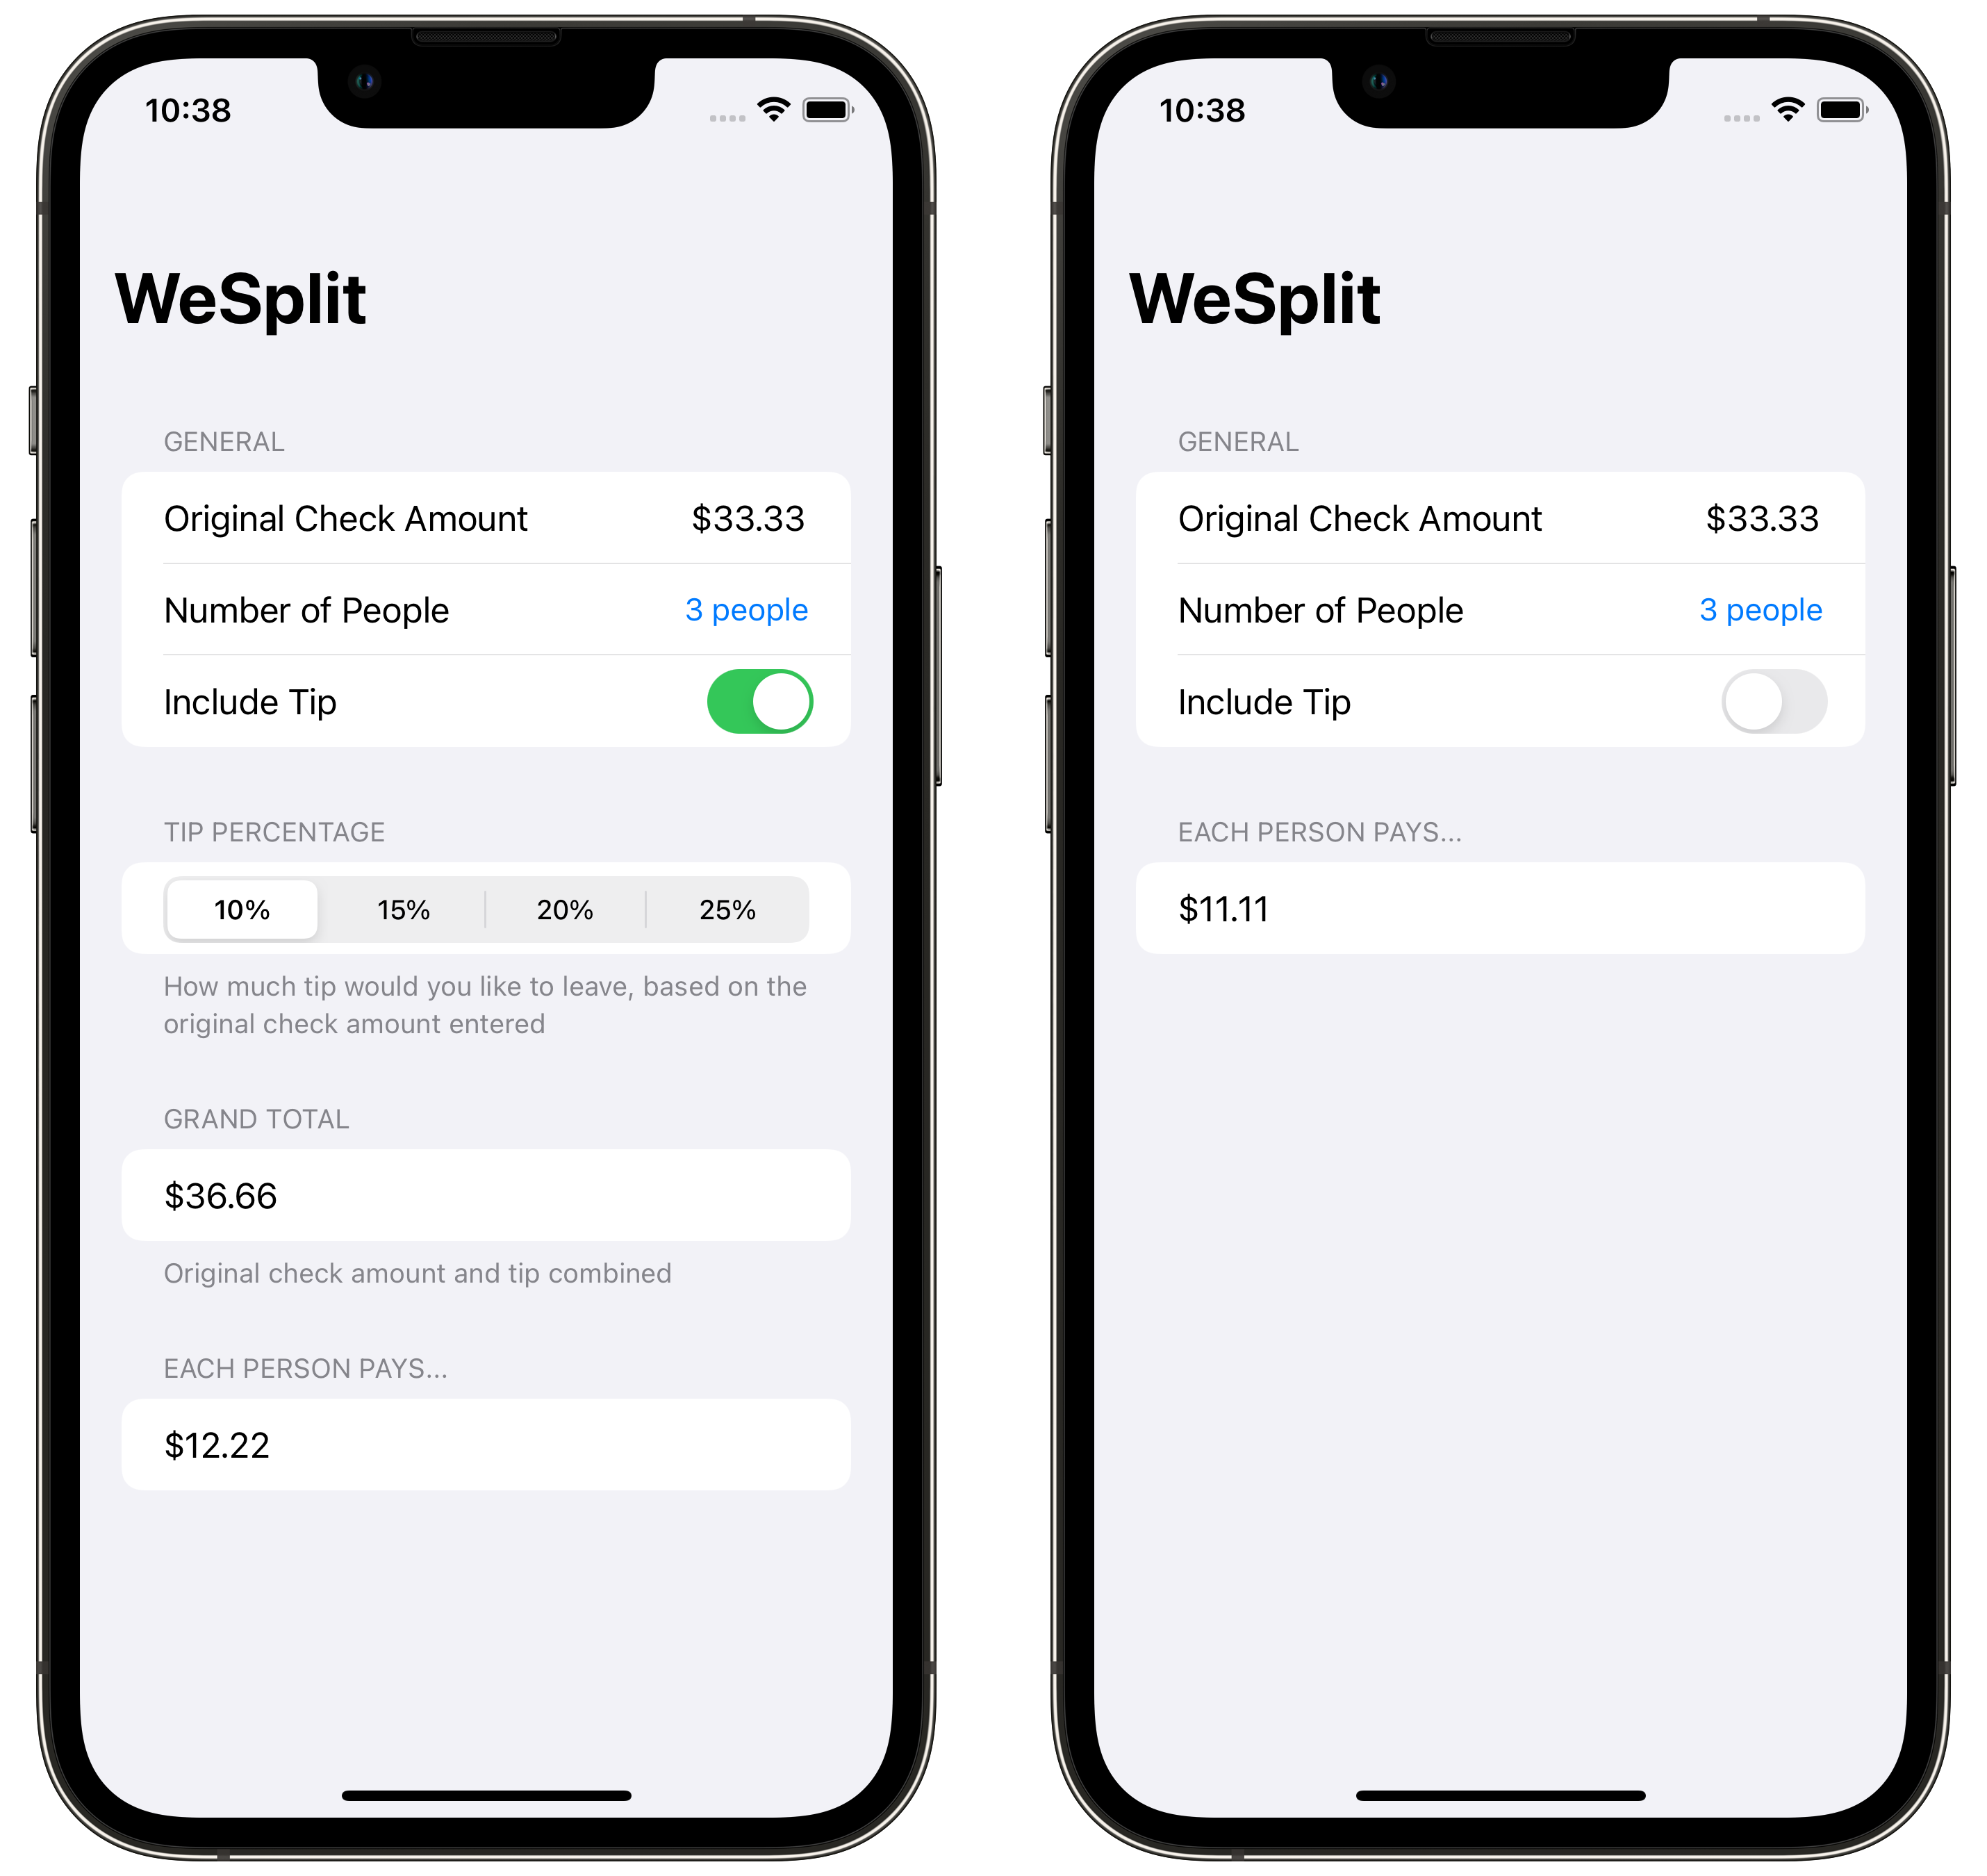 10:38
WeSplit
GENERAL
Original Check Amount $33.33
Number of People 3 people
Include Tip
TIP PERCENTAGE
10% 15% 20% 25%
How much tip would you like to leave, based on the
original check amount entered
GRAND TOTAL
$36.66
Original check amount and tip combined
EACH PERSON PAYS...
$12.22
10:38
WeSplit
GENERAL
Original Check Amount $33.33
Number of People 3 people
Include Tip
EACH PERSON PAYS...
$11.11